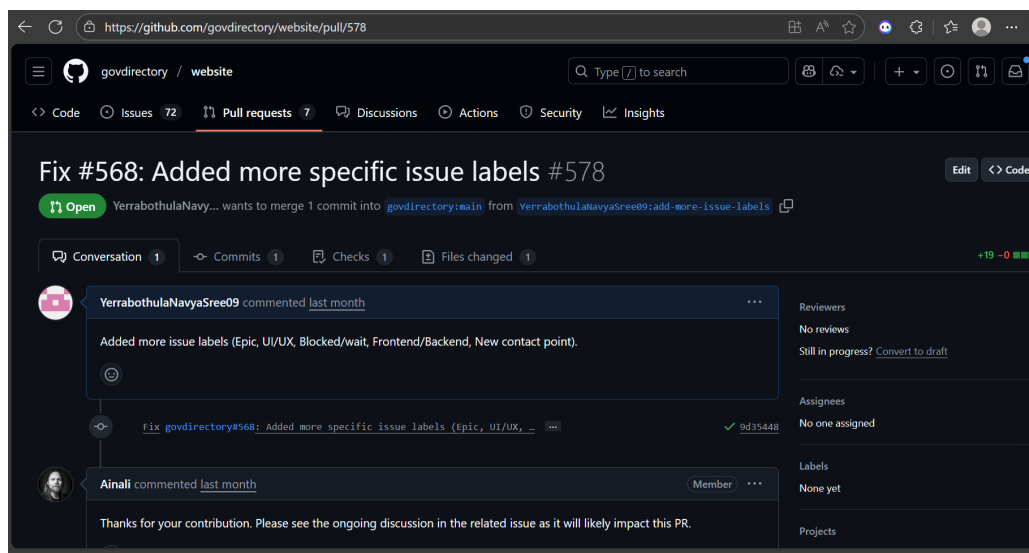 https://github.com/govdirectory/website/pull/578
govdirectory / website
Type / to search
<> Code
Issues 72
Pull requests 7
Discussions
Actions
Security
Insights
Fix #568: Added more specific issue labels #578
Edit
<> Code
Open
YerrabothulaNavy... wants to merge 1 commit into govdirectory:main from YerrabothulaNavyaSree09:add-more-issue-labels
Conversation 1
Commits 1
Checks 1
Files changed 1
+19 −0
YerrabothulaNavyaSree09 commented last month
Added more issue labels (Epic, UI/UX, Blocked/wait, Frontend/Backend, New contact point).
Fix govdirectory#568: Added more specific issue labels (Epic, UI/UX, …
9d35448
Ainali commented last month
Member
Thanks for your contribution. Please see the ongoing discussion in the related issue as it will likely impact this PR.
Reviewers
No reviews
Still in progress? Convert to draft
Assignees
No one assigned
Labels
None yet
Projects